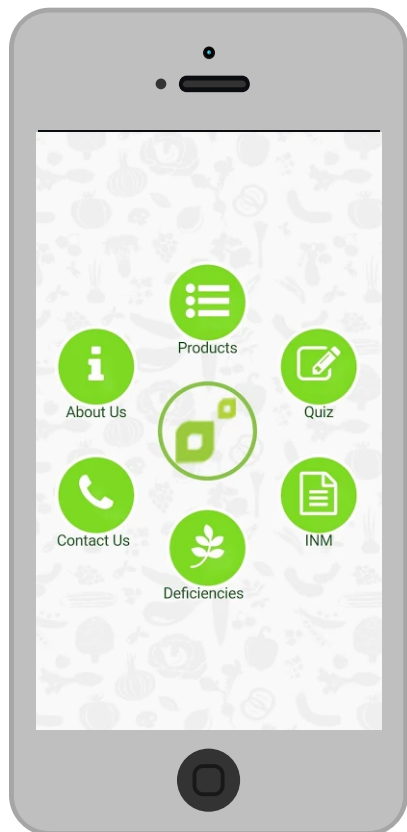 Products
About Us
Quiz
Contact Us
INM
Deficiencies